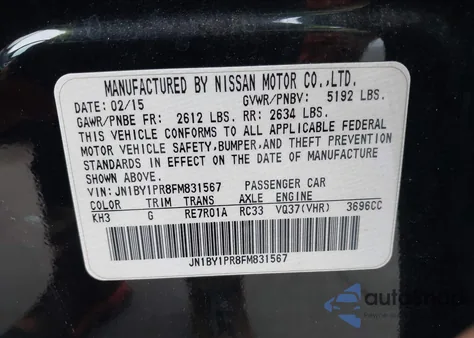 MANUFACTURED BY NISSAN MOTOR CO.,LTD.
DATE: 02/15 GVWR/PNBV: 5192 LBS.
GAWR/PNBE FR: 2612 LBS. RR: 2634 LBS.
THIS VEHICLE CONFORMS TO ALL APPLICABLE FEDERAL
MOTOR VEHICLE SAFETY,BUMPER,AND THEFT PREVENTION
STANDARDS IN EFFECT ON THE DATE OF MANUFACTURE
SHOWN ABOVE.
VIN: JN1BY1PR8FM831567 PASSENGER CAR
COLOR TRIM TRANS AXLE ENGINE
KH3 G RE7R01A RC33 VQ37(VHR) 3696CC
JN1BY1PR8FM831567